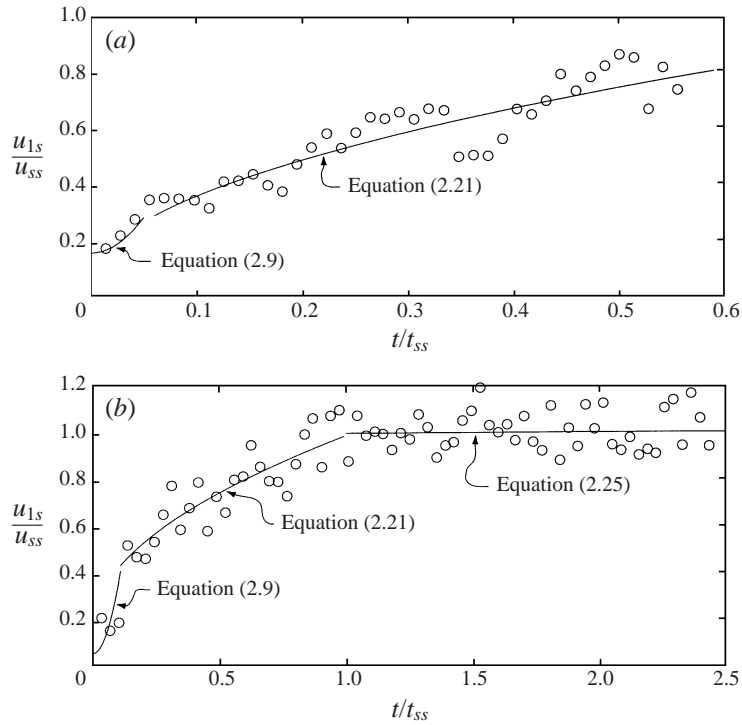 (a)
1.0
0.8
0.6
0.4
0.2
0
u1s
uss
Equation (2.21)
Equation (2.9)
0.1
0.2
0.3
0.4
0.5
0.6
t/tss
(b)
1.2
1.0
0.8
0.6
0.4
0.2
0
u1s
uss
Equation (2.25)
Equation (2.21)
Equation (2.9)
0.5
1.0
1.5
2.0
2.5
t/tss